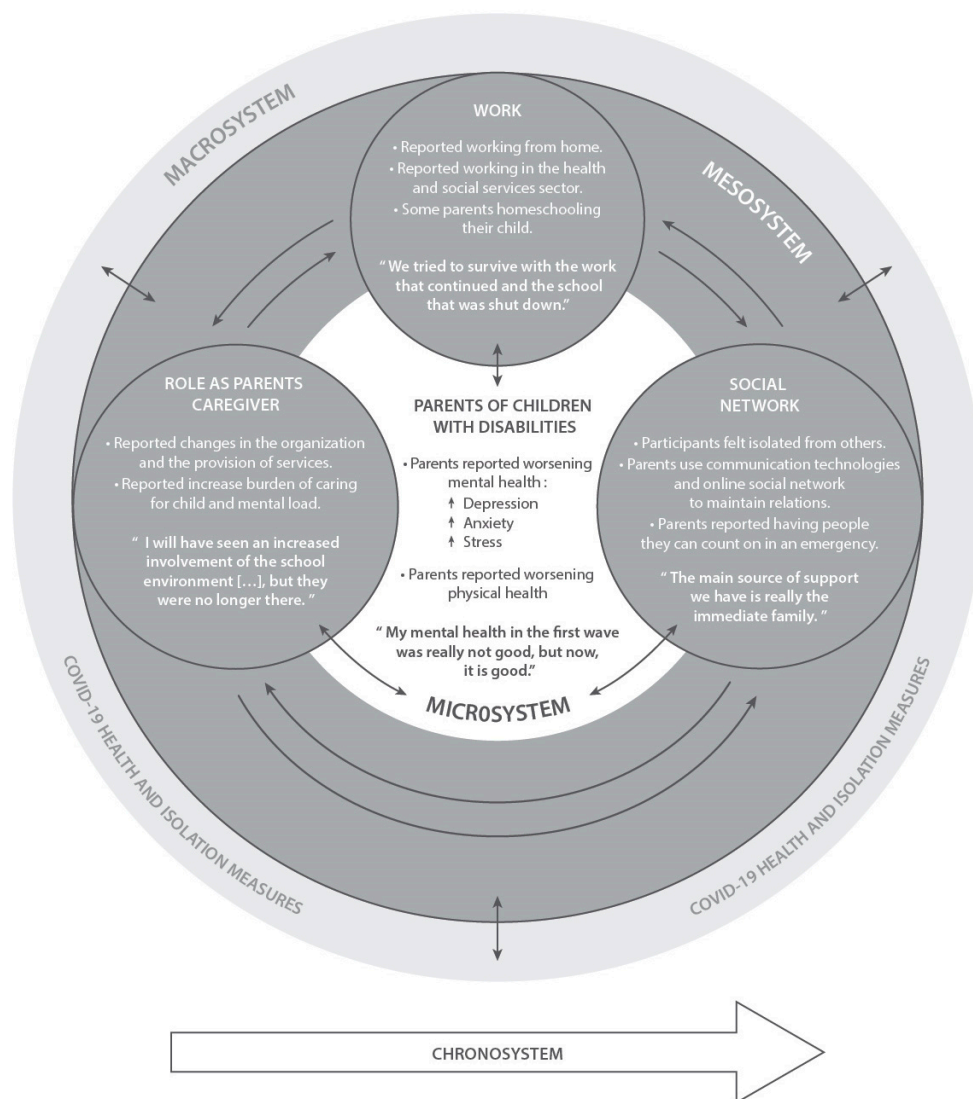 MACROSYSTEM
MESOSYSTEM
WORK
• Reported working from home.
• Reported working in the health
and social services sector.
• Some parents homeschooling
their child.
“ We tried to survive with the work
that continued and the school
that was shut down.”
ROLE AS PARENTS
CAREGIVER
• Reported changes in the organization
and the provision of services.
• Reported increase burden of caring
for child and mental load.
“ I will have seen an increased
involvement of the school
environment [...], but they
were no longer there. ”
PARENTS OF CHILDREN
WITH DISABILITIES
• Parents reported worsening
mental health :
Depression
Anxiety
Stress
• Parents reported worsening
physical health
“ My mental health in the first wave
was really not good, but now,
it is good.”
MICR0SYSTEM
SOCIAL
NETWORK
• Participants felt isolated from others.
• Parents use communication technologies
and online social network
to maintain relations.
• Parents reported having people
they can count on in an emergency.
“ The main source of support
we have is really the
immediate family. ”
COVID-19 HEALTH AND ISOLATION MEASURES
COVID-19 HEALTH AND ISOLATION MEASURES
CHRONOSYSTEM